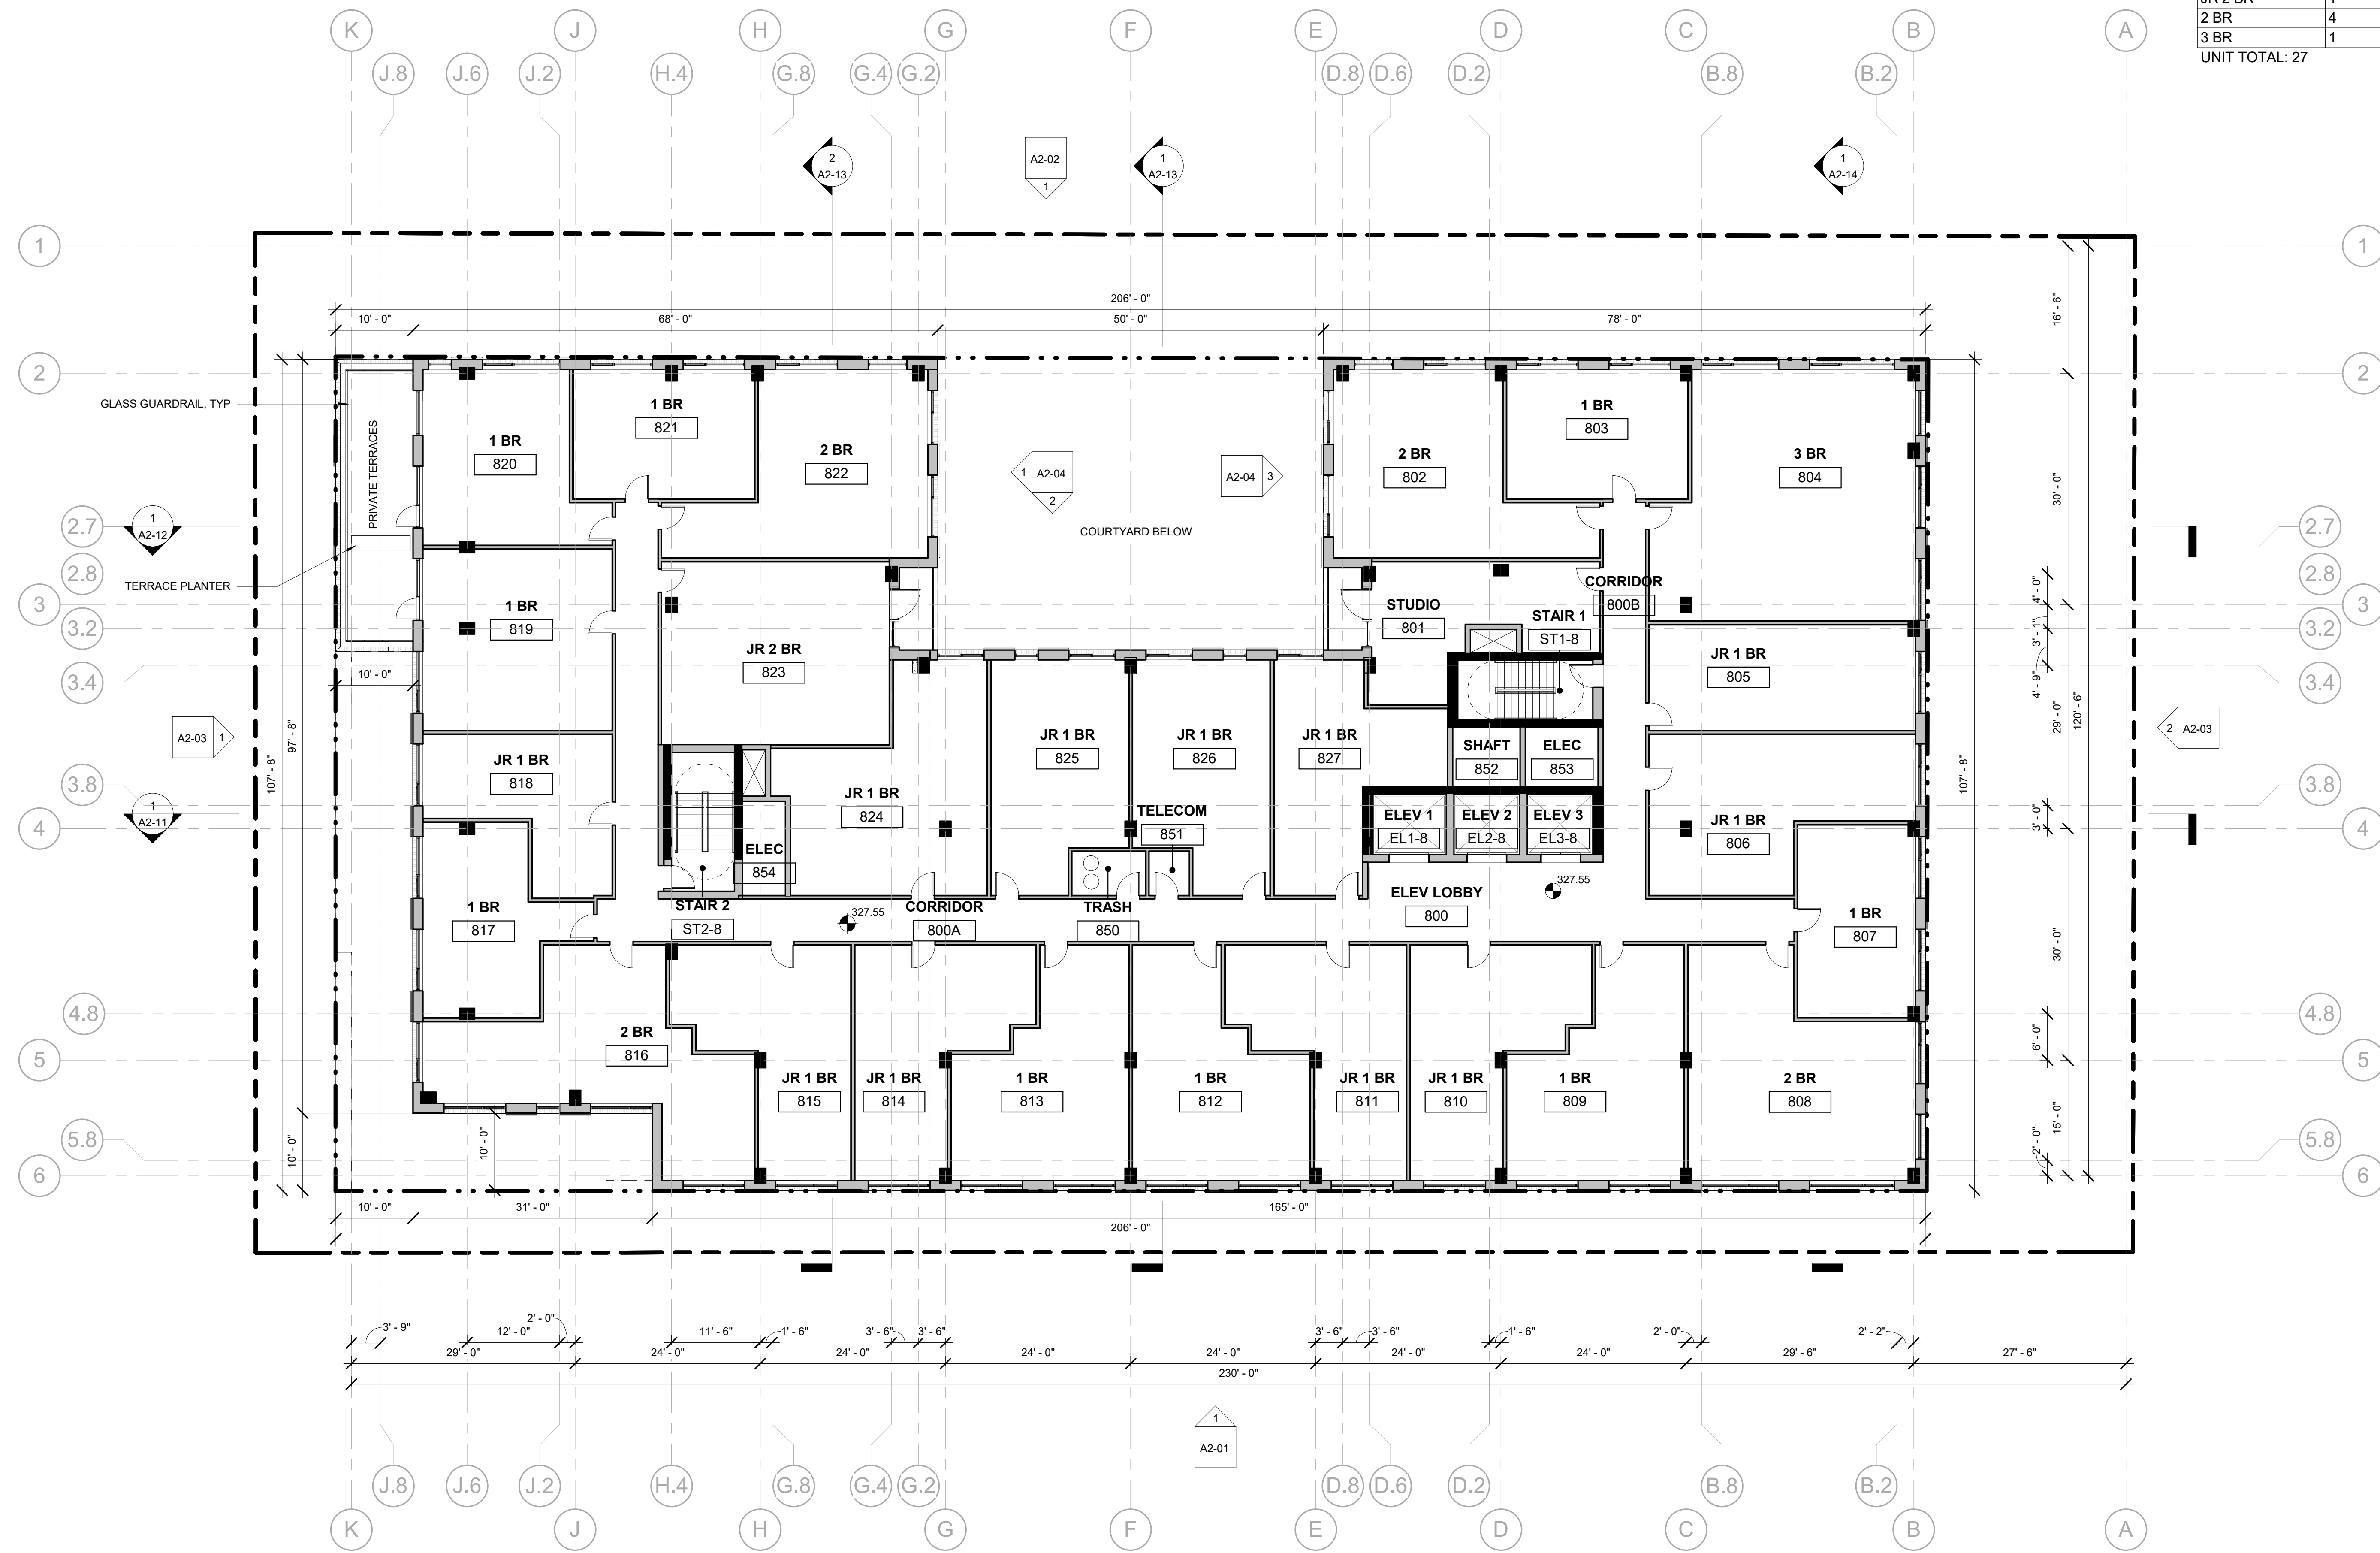 JR 2 BR
2 BR 4
3 BR 1
UNIT TOTAL: 27
K J H G F E D C B A
J.8 J.6 J.2 H.4 G.8 G.4 G.2 D.8 D.6 D.2 B.8 B.2
2
A2-13
1
A2-13
A2-02
1
1
A2-14
1 1
206' - 0"
10' - 0" 68' - 0" 50' - 0" 78' - 0"
16' - 6"
2 2
GLASS GUARDRAIL, TYP
PRIVATE TERRACES
TERRACE PLANTER
1 BR
820
1 BR
821
2 BR
822
1 A2-04
2
A2-04 3
COURTYARD BELOW
2 BR
802
1 BR
803
3 BR
804
30' - 0"
2.7 2.7
1
A2-12
2.8 2.8
3 3
3.2 3.2
3.4 3.4
4' - 0"
3' - 1"
4' - 9"
29' - 0"
120' - 6"
1 BR
819
JR 2 BR
823
STUDIO
801
STAIR 1
ST1-8
CORRIDOR
800B
JR 1 BR
805
10' - 0"
97' - 8"
107' - 8"
107' - 8"
A2-03 1
2 A2-03
JR 1 BR
818
JR 1 BR
824
JR 1 BR
825
JR 1 BR
826
JR 1 BR
827
SHAFT
852
ELEC
853
3.8 3.8
1
A2-11
4 4
3' - 0"
TELECOM
851
ELEV 1
EL1-8
ELEV 2
EL2-8
ELEV 3
EL3-8
JR 1 BR
806
ELEC
854
1 BR
817
STAIR 2
ST2-8
327.55
CORRIDOR
800A
TRASH
850
ELEV LOBBY
800
327.55
1 BR
807
30' - 0"
4.8 4.8
6' - 0"
5 5
2 BR
816
JR 1 BR
815
JR 1 BR
814
1 BR
813
1 BR
812
JR 1 BR
811
JR 1 BR
810
1 BR
809
2 BR
808
15' - 0"
2' - 0"
5.8 5.8
6 6
10' - 0"
10' - 0"
10' - 0" 31' - 0" 165' - 0"
206' - 0"
3' - 9" 12' - 0" 2' - 0" 11' - 6" 1' - 6" 3' - 6" 3' - 6" 3' - 6" 3' - 6" 1' - 6" 2' - 0" 2' - 2"
29' - 0" 24' - 0" 24' - 0" 24' - 0" 24' - 0" 24' - 0" 24' - 0" 29' - 6" 27' - 6"
230' - 0"
1
A2-01
J.8 J.6 J.2 H.4 G.8 G.4 G.2 D.8 D.6 D.2 B.8 B.2
K J H G F E D C B A